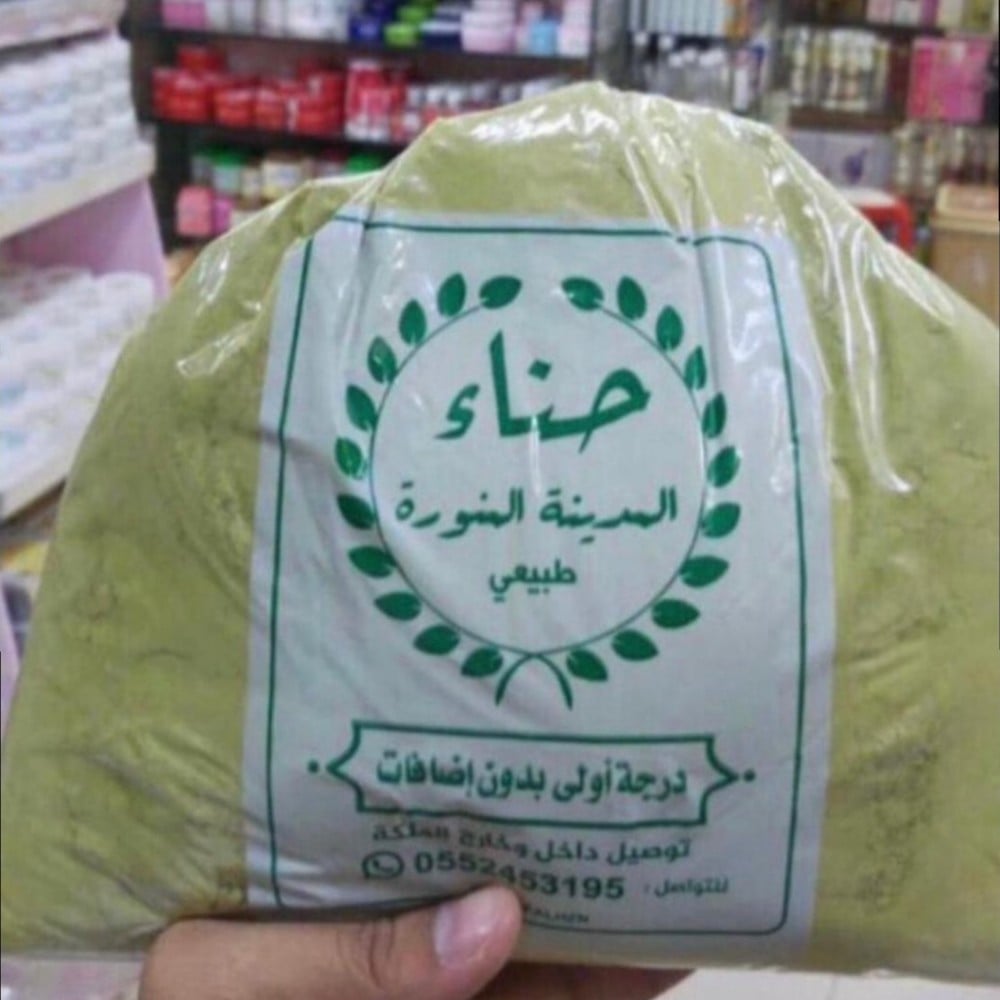 حناء
المدينة المنورة
طبيعي
درجة أولى بدون إضافات
توصيل داخل وخارج المملكة
للتواصل: 0552453195